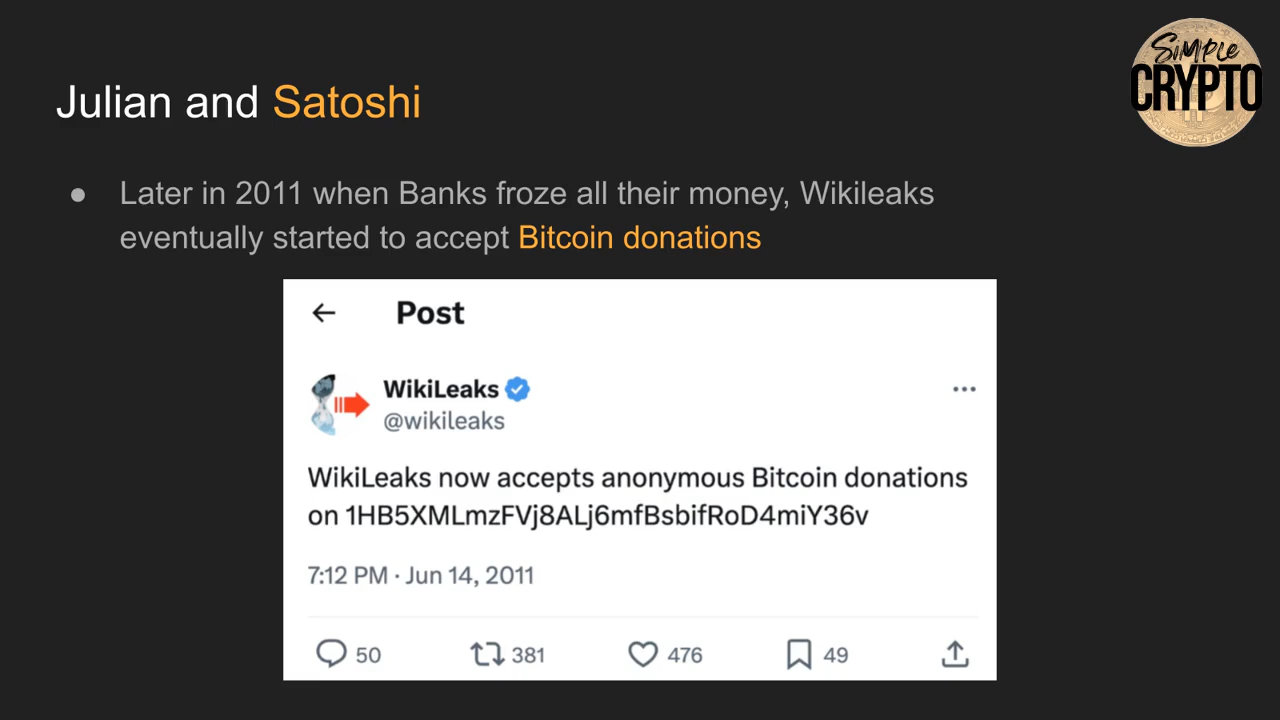 Simple
CRYPTO
Julian and Satoshi
● Later in 2011 when Banks froze all their money, Wikileaks
eventually started to accept Bitcoin donations
← Post
WikiLeaks
@wikileaks
WikiLeaks now accepts anonymous Bitcoin donations
on 1HB5XMLmzFVj8ALj6mfBsbifRoD4miY36v
7:12 PM · Jun 14, 2011
50 381 476 49